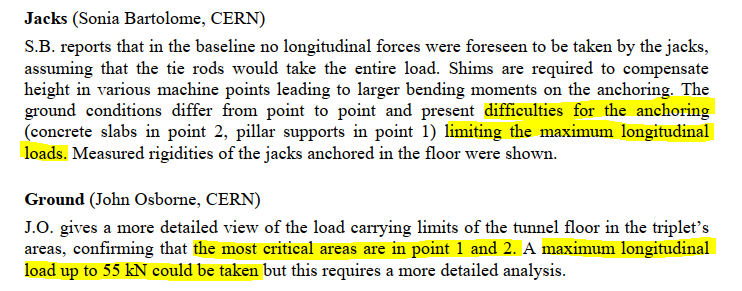 Jacks (Sonia Bartolome, CERN)
S.B. reports that in the baseline no longitudinal forces were foreseen to be taken by the jacks,
assuming that the tie rods would take the entire load. Shims are required to compensate
height in various machine points leading to larger bending moments on the anchoring. The
ground conditions differ from point to point and present difficulties for the anchoring
(concrete slabs in point 2, pillar supports in point 1) limiting the maximum longitudinal
loads. Measured rigidities of the jacks anchored in the floor were shown.
Ground (John Osborne, CERN)
J.O. gives a more detailed view of the load carrying limits of the tunnel floor in the triplet's
areas, confirming that the most critical areas are in point 1 and 2. A maximum longitudinal
load up to 55 kN could be taken but this requires a more detailed analysis.